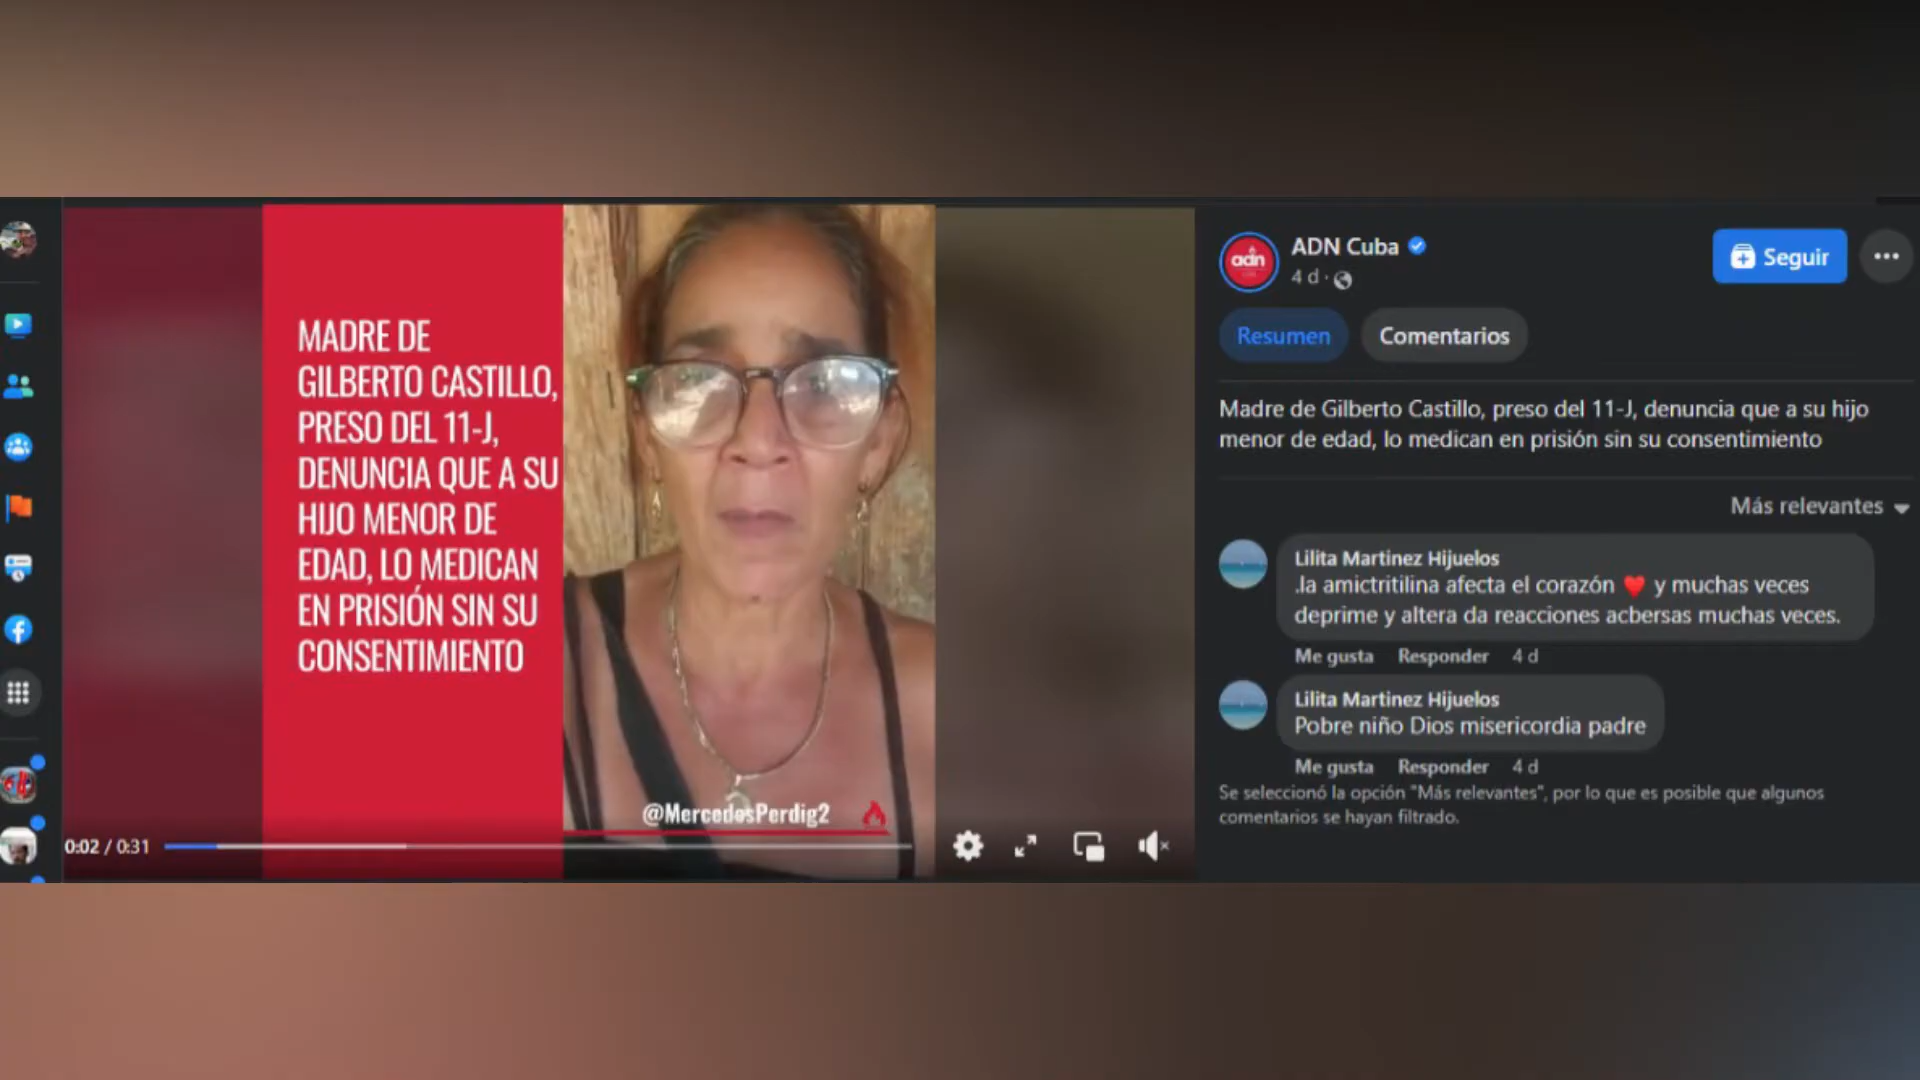 MADRE DE
GILBERTO CASTILLO,
PRESO DEL 11-J,
DENUNCIA QUE A SU
HIJO MENOR DE
EDAD, LO MEDICAN
EN PRISIÓN SIN SU
CONSENTIMIENTO
@MercedesPerdig2
0:02 / 0:31
adn
ADN Cuba
4 d
Seguir
Resumen
Comentarios
Madre de Gilberto Castillo, preso del 11-J, denuncia que a su hijo
menor de edad, lo medican en prisión sin su consentimiento
Más relevantes
Lilita Martinez Hijuelos
.la amictritilina afecta el corazón ❤️ y muchas veces
deprime y altera da reacciones acbersas muchas veces.
Me gusta Responder 4 d
Lilita Martinez Hijuelos
Pobre niño Dios misericordia padre
Me gusta Responder 4 d
Se seleccionó la opción "Más relevantes", por lo que es posible que algunos
comentarios se hayan filtrado.